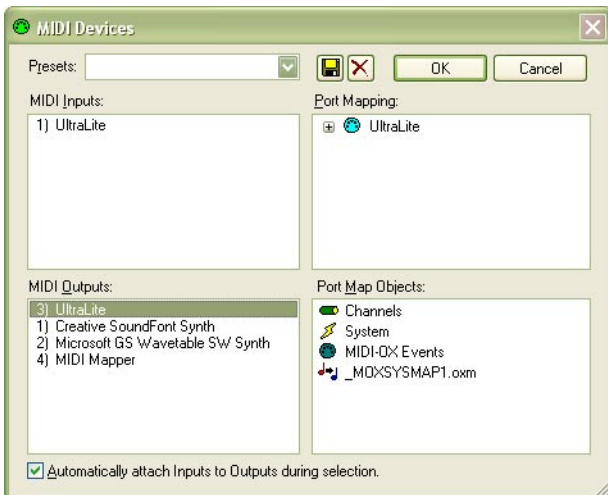 MIDI Devices
Presets:
OK
Cancel
MIDI Inputs:
1) UltraLite
Port Mapping:
UltraLite
MIDI Outputs:
3) UltraLite
1) Creative SoundFont Synth
2) Microsoft GS Wavetable SW Synth
4) MIDI Mapper
Port Map Objects:
Channels
System
MIDI-OX Events
_MOXSYSMAP1.oxm
Automatically attach Inputs to Outputs during selection.